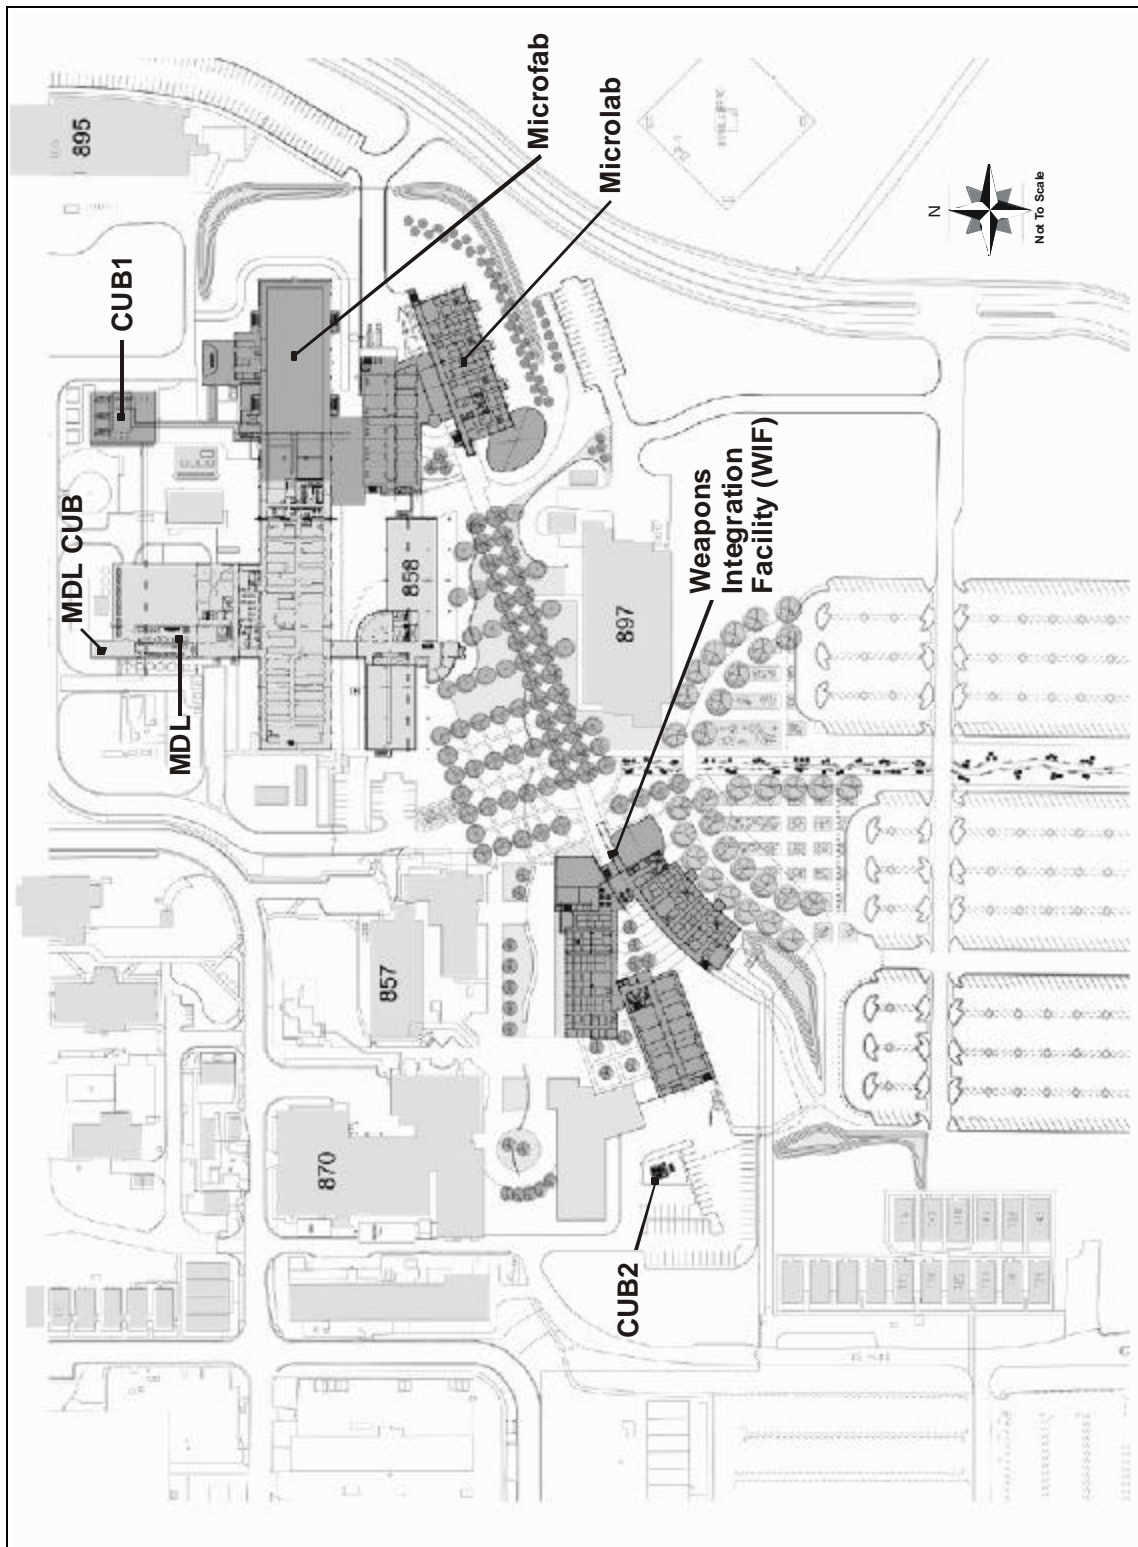 895
Microfab
Microlab
CUB1
N
Not To Scale
MDL CUB
MDL
858
Weapons
Integration
Facility (WIF)
897
857
870
CUB2